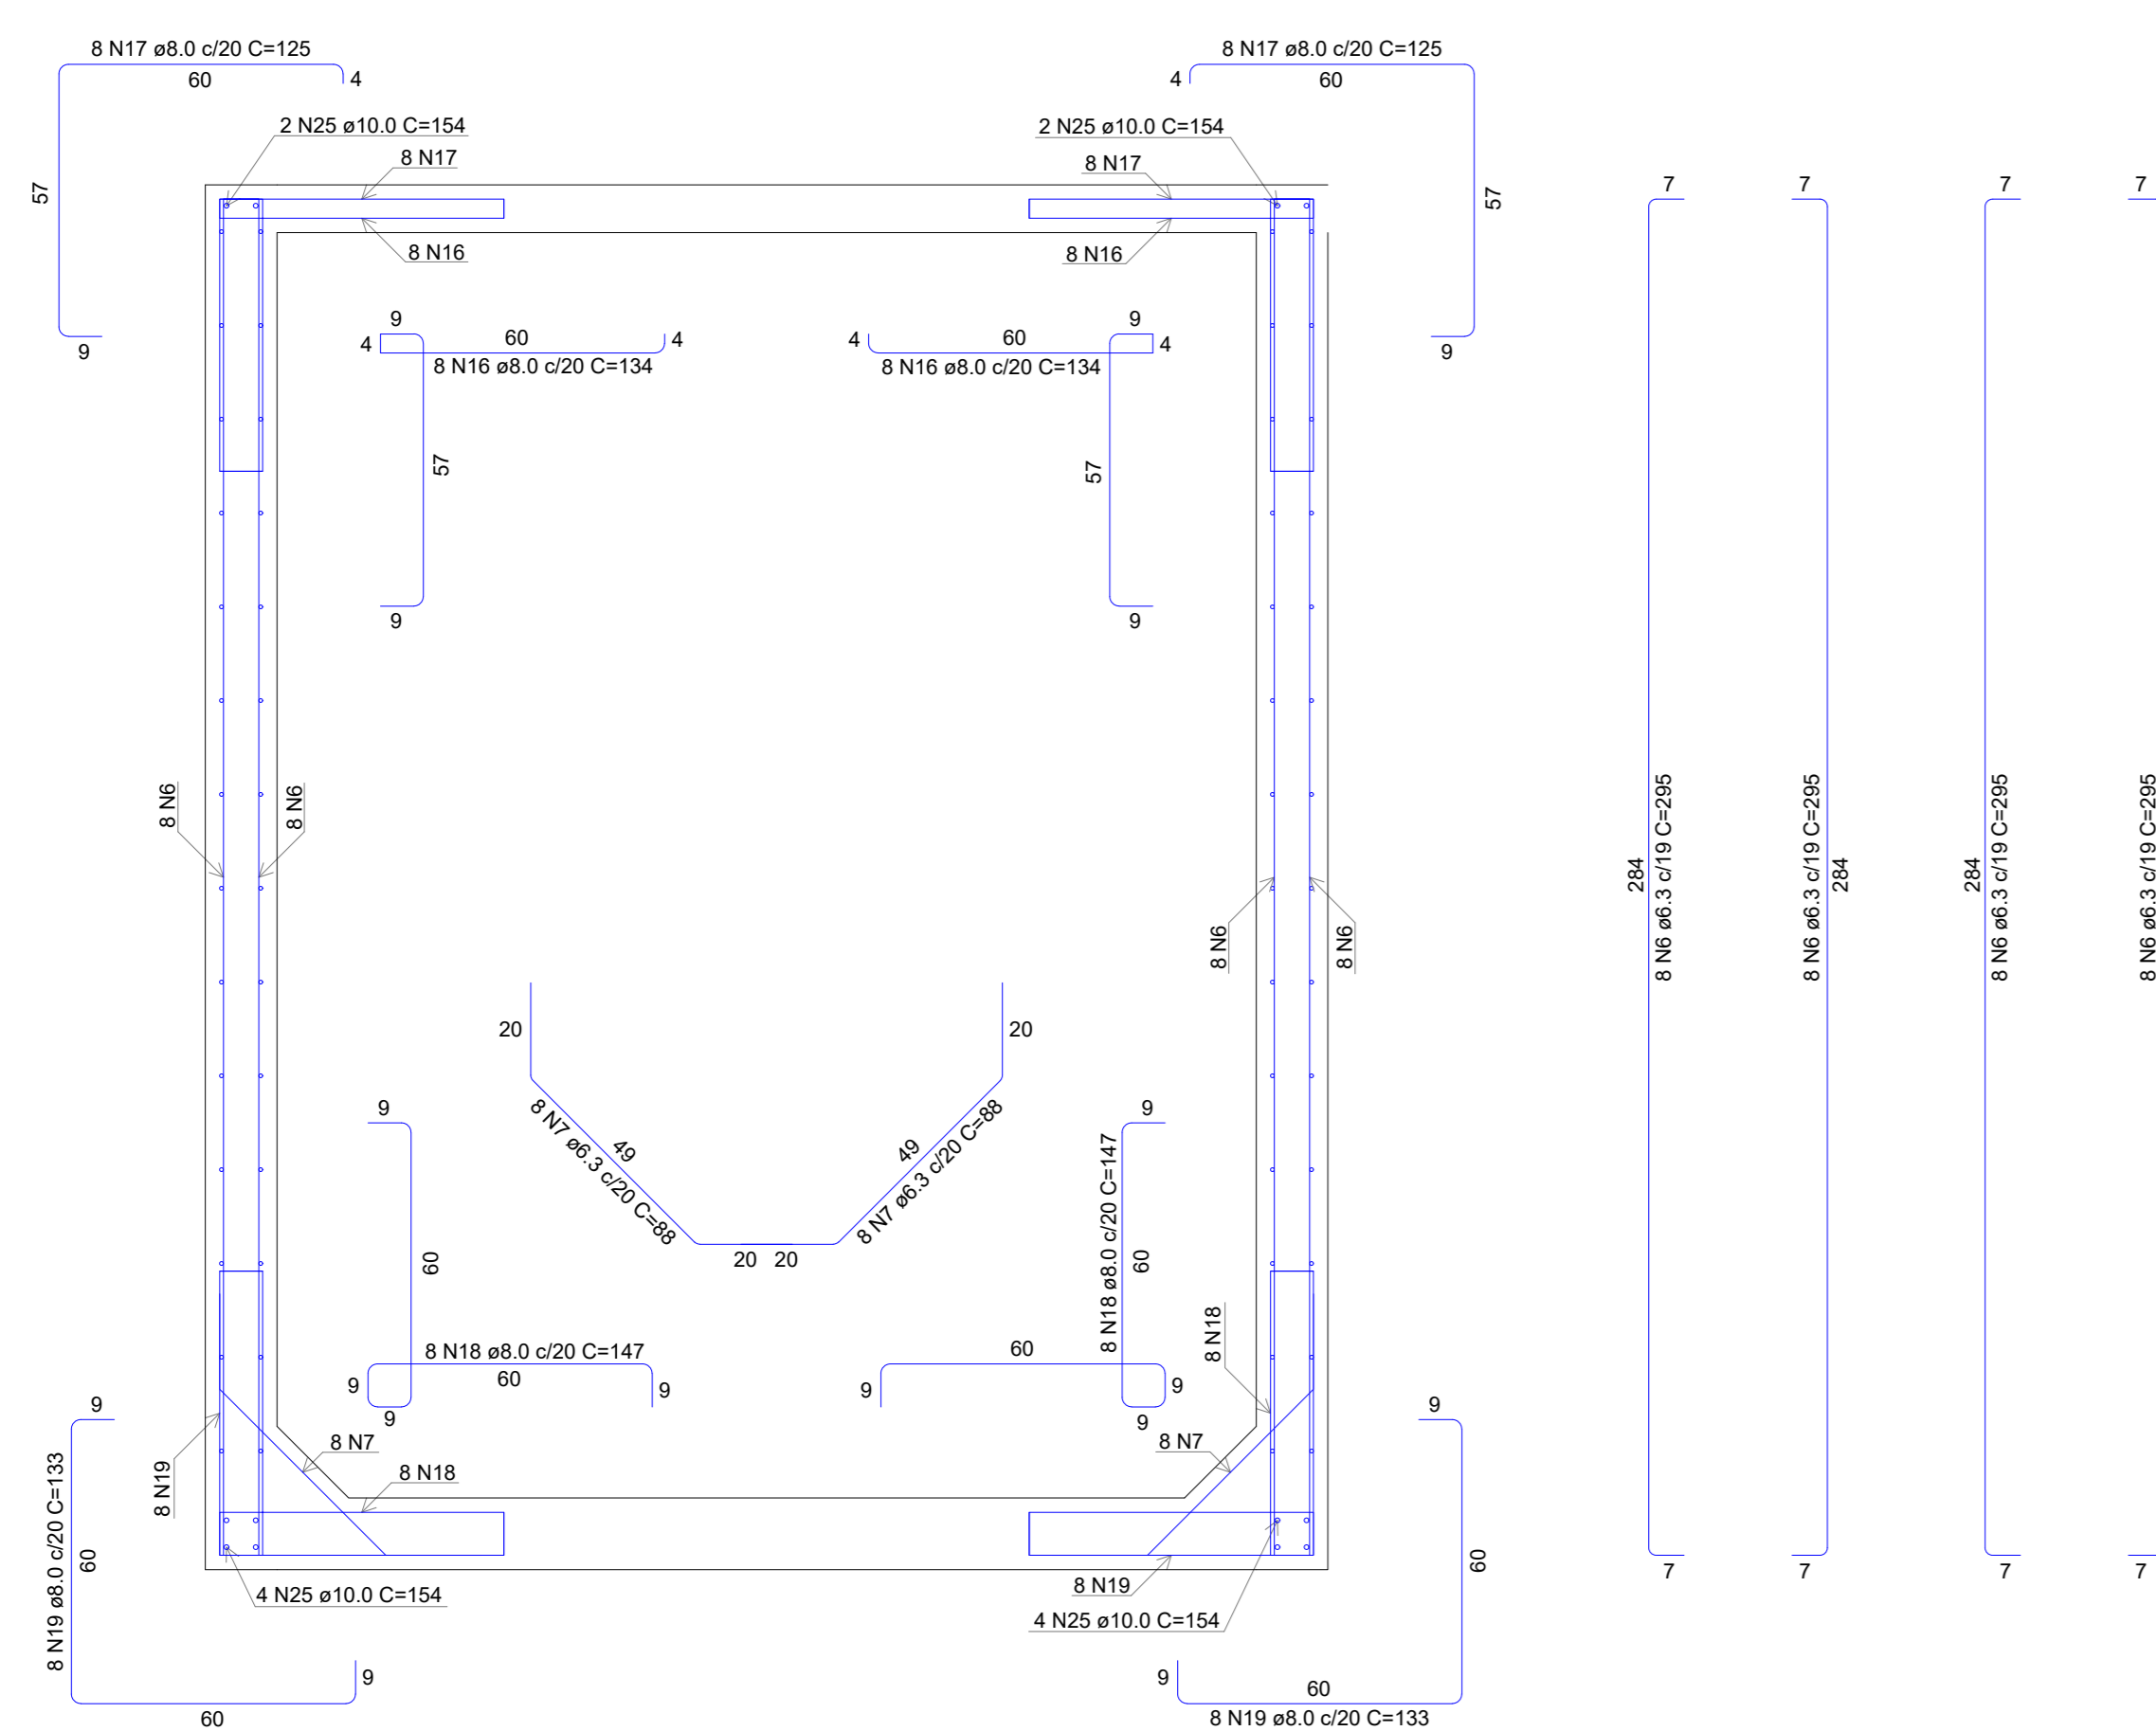 8 N17 ø8.0 c/20 C=125
60
4
57
9
8 N17 ø8.0 c/20 C=125
4
60
57
9
2 N25 ø10.0 C=154
8 N17
8 N16
2 N25 ø10.0 C=154
8 N17
8 N16
9
4
60
4
8 N16 ø8.0 c/20 C=134
57
9
4
60
9
4
8 N16 ø8.0 c/20 C=134
57
9
8 N6
8 N6
8 N6
8 N6
20
49
8 N7 ø6.3 c/20 C=88
20
20
49
8 N7 ø6.3 c/20 C=88
20
9
60
8 N18 ø8.0 c/20 C=147
60
9
9
9
9
8 N18 ø8.0 c/20 C=147
60
60
9
9
9
8 N18
8 N7
8 N18
8 N19
8 N7
8 N19
9
8 N19 ø8.0 c/20 C=133
60
9
60
4 N25 ø10.0 C=154
4 N25 ø10.0 C=154
9
60
9
60
8 N19 ø8.0 c/20 C=133
7
284
8 N6 ø6.3 c/19 C=295
7
7
8 N6 ø6.3 c/19 C=295
284
7
7
284
8 N6 ø6.3 c/19 C=295
7
7
8 N6 ø6.3 c/19 C=295
7